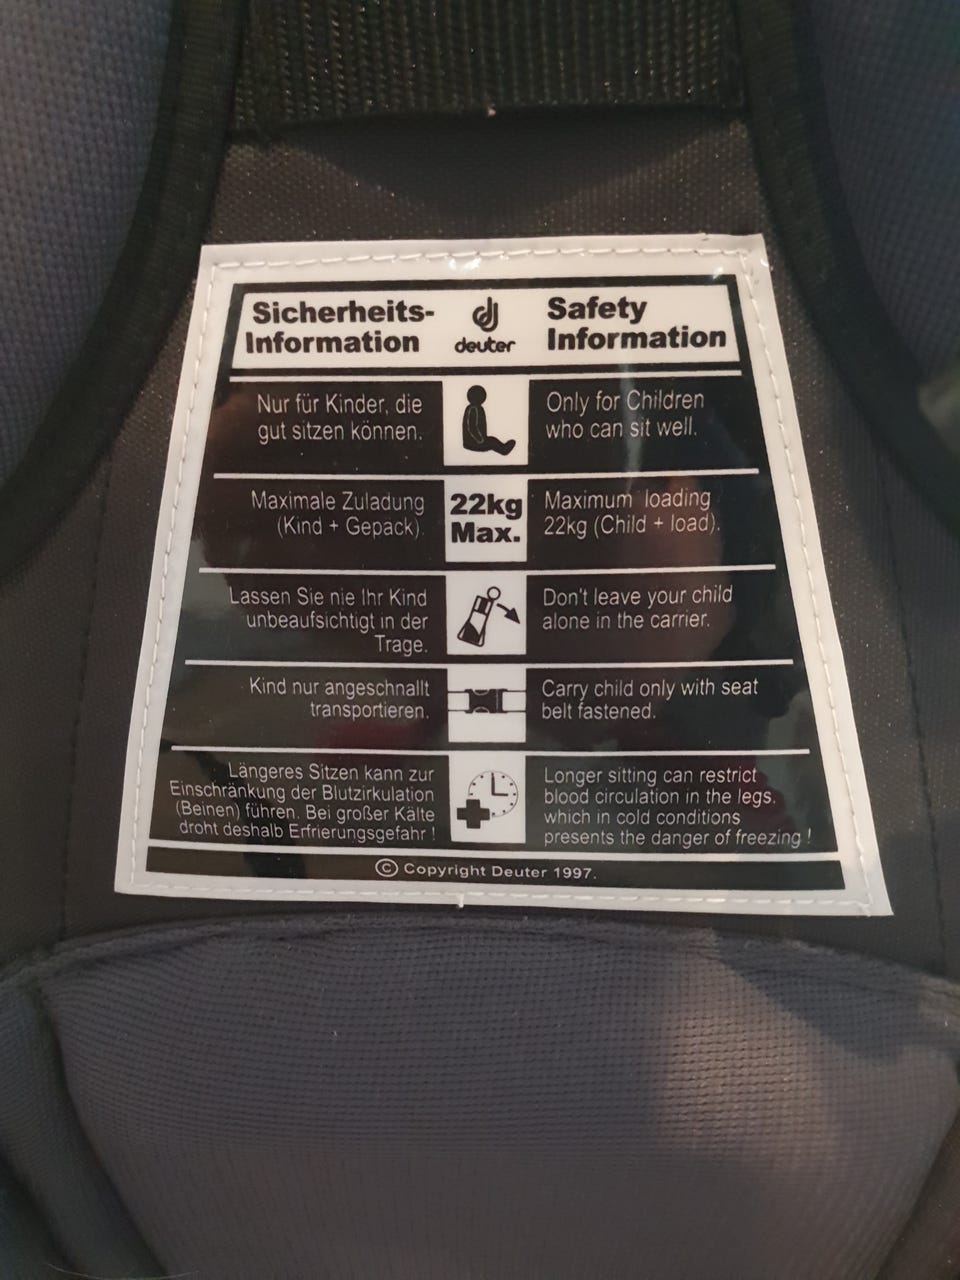 Sicherheits-
Information
deuter
Safety
Information
Nur für Kinder, die
gut sitzen können.
Only for Children
who can sit well.
Maximale Zuladung
(Kind + Gepack).
22kg
Max.
Maximum loading
22kg (Child + load).
Lassen Sie nie Ihr Kind
unbeaufsichtigt in der
Trage.
Don't leave your child
alone in the carrier.
Kind nur angeschnallt
transportieren.
Carry child only with seat
belt fastened.
Längeres Sitzen kann zur
Einschränkung der Blutzirkulation
(Beinen) führen. Bei großer Kälte
droht deshalb Erfrierungsgefahr !
Longer sitting can restrict
blood circulation in the legs.
which in cold conditions
presents the danger of freezing !
© Copyright Deuter 1997.